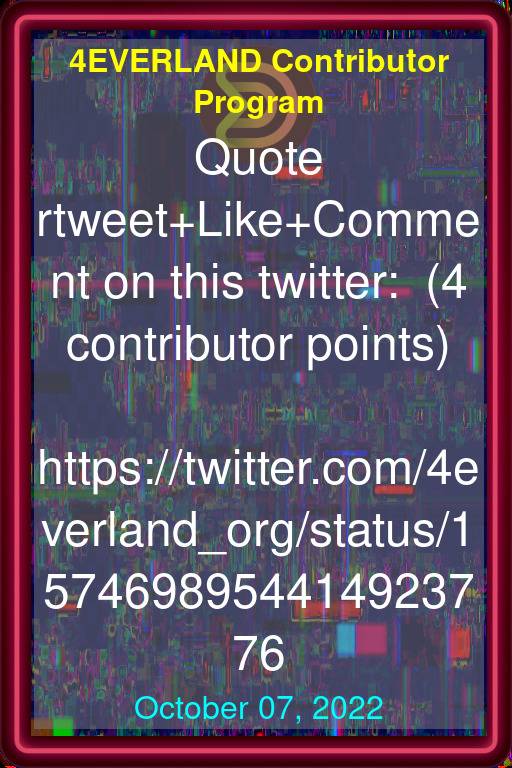 4EVERLAND Contributor
Program
Quote
rtweet+Like+Comme
nt on this twitter:  (4
contributor points)
https://twitter.com/4e
verland_org/status/1
5746989544149237
76
October 07, 2022